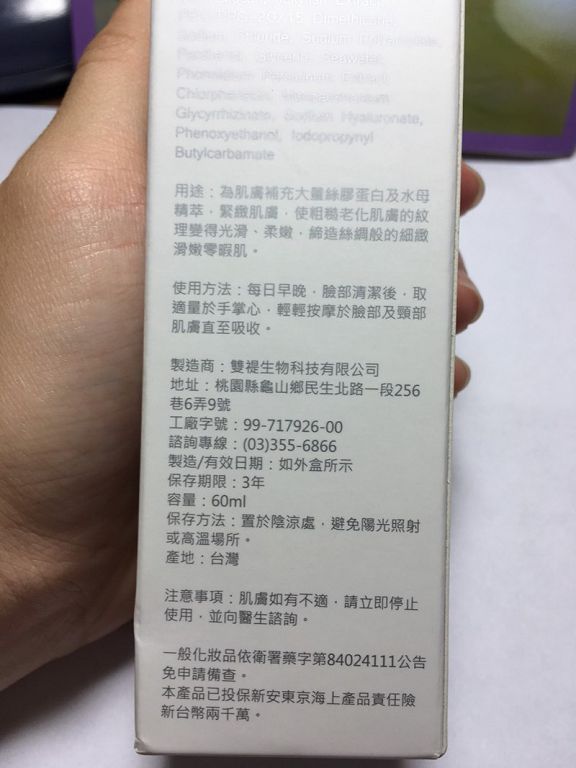 Dimethicone,
Sodium
Glycerin, Seawater,
Extract,
Chlorphenesin,
Glycyrrhizinate, Sodium Hyaluronate,
Phenoxyethanol, Iodopropynyl
Butylcarbamate
用途：為肌膚補充大量絲膠蛋白及水母
精萃，緊緻肌膚，使粗糙老化肌膚的紋
理變得光滑、柔嫩，締造絲綢般的細緻
滑嫩零暇肌。
使用方法：每日早晚，臉部清潔後，取
適量於手掌心，輕輕按摩於臉部及頸部
肌膚直至吸收。
製造商：雙禔生物科技有限公司
地址：桃園縣龜山鄉民生北路一段256
巷6弄9號
工廠字號：99-717926-00
諮詢專線：(03)355-6866
製造/有效日期：如外盒所示
保存期限：3年
容量：60ml
保存方法：置於陰涼處，避免陽光照射
或高溫場所。
產地：台灣
注意事項：肌膚如有不適，請立即停止
使用，並向醫生諮詢。
一般化妝品依衛署藥字第84024111公告
免申請備查。
本產品已投保新安東京海上產品責任險
新台幣兩千萬。